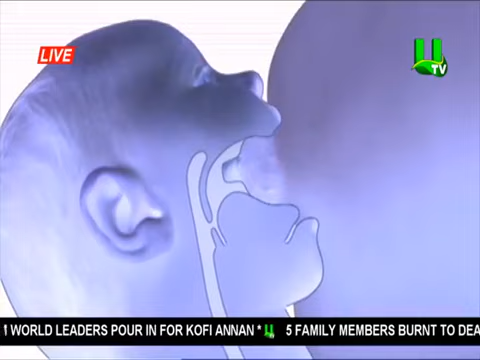 LIVE
U
TV
1 WORLD LEADERS POUR IN FOR KOFI ANNAN * 5 FAMILY MEMBERS BURNT TO DEA